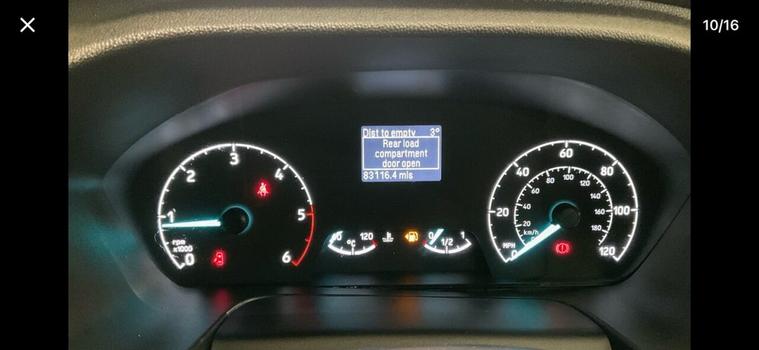 10/16
Dist to empty 3°
Rear load
compartment
door open
83116.4 mls
0 1 2 3 4 5 6
rpm
x1000
120
°C
0 1/2 1
0 20 40 60 80 100 120
MPH
20 40 60 80 100 120 140 160 180
km/h